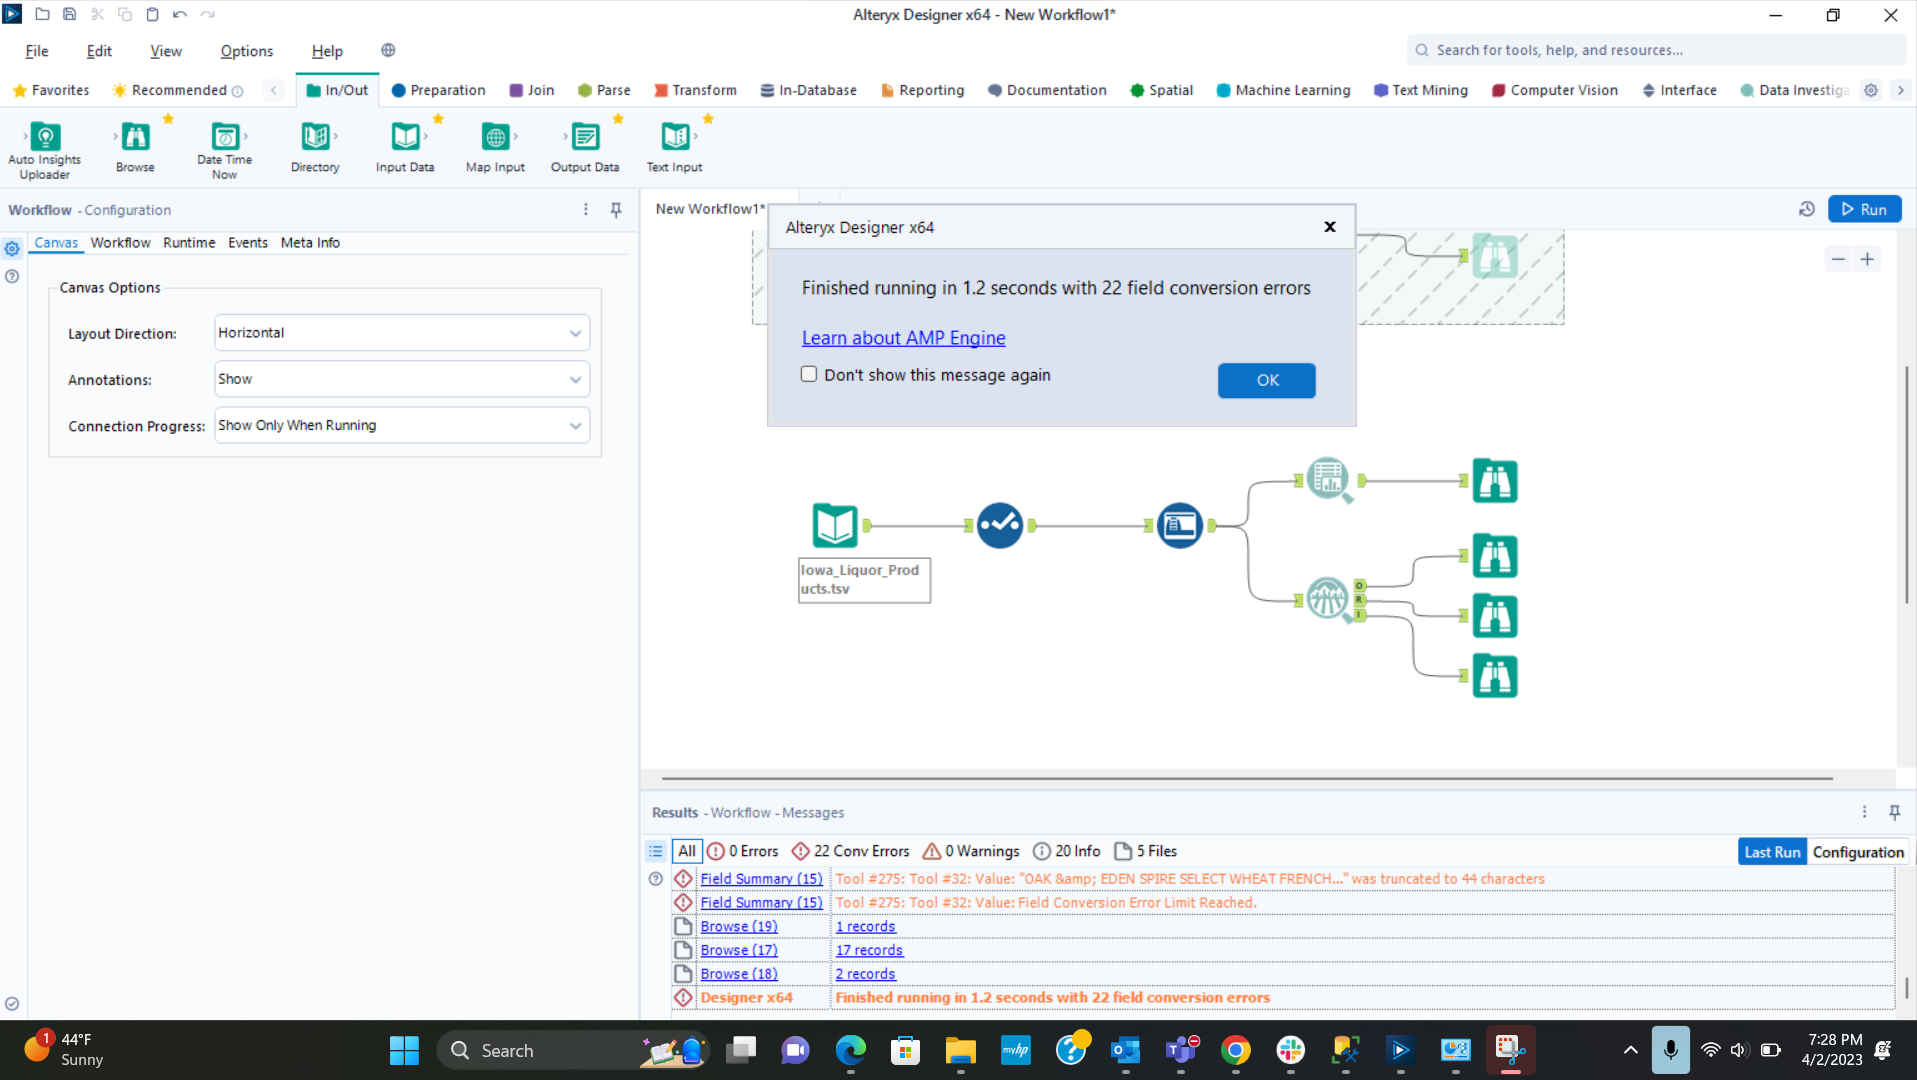 Alteryx Designer x64 - New Workflow1*
File Edit View Options Help
Search for tools, help, and resources...
Favorites Recommended In/Out Preparation Join Parse Transform In-Database Reporting Documentation Spatial Machine Learning Text Mining Computer Vision Interface Data Investiga
Auto Insights Uploader
Browse
Date Time Now
Directory
Input Data
Map Input
Output Data
Text Input
Workflow - Configuration
Canvas Workflow Runtime Events Meta Info
Canvas Options
Layout Direction: Horizontal
Annotations: Show
Connection Progress: Show Only When Running
New Workflow1*
Run
Alteryx Designer x64
x
Finished running in 1.2 seconds with 22 field conversion errors
Learn about AMP Engine
Don't show this message again
OK
Iowa_Liquor_Prod
ucts.tsv
O
R
I
Results - Workflow - Messages
All 0 Errors 22 Conv Errors 0 Warnings 20 Info 5 Files Last Run Configuration
Field Summary (15) Tool #275: Tool #32: Value: "OAK &amp; EDEN SPIRE SELECT WHEAT FRENCH..." was truncated to 44 characters
Field Summary (15) Tool #275: Tool #32: Value: Field Conversion Error Limit Reached.
Browse (19) 1 records
Browse (17) 17 records
Browse (18) 2 records
Designer x64 Finished running in 1.2 seconds with 22 field conversion errors
1
44°F
Sunny
Search
myhp
7:28 PM
4/2/2023